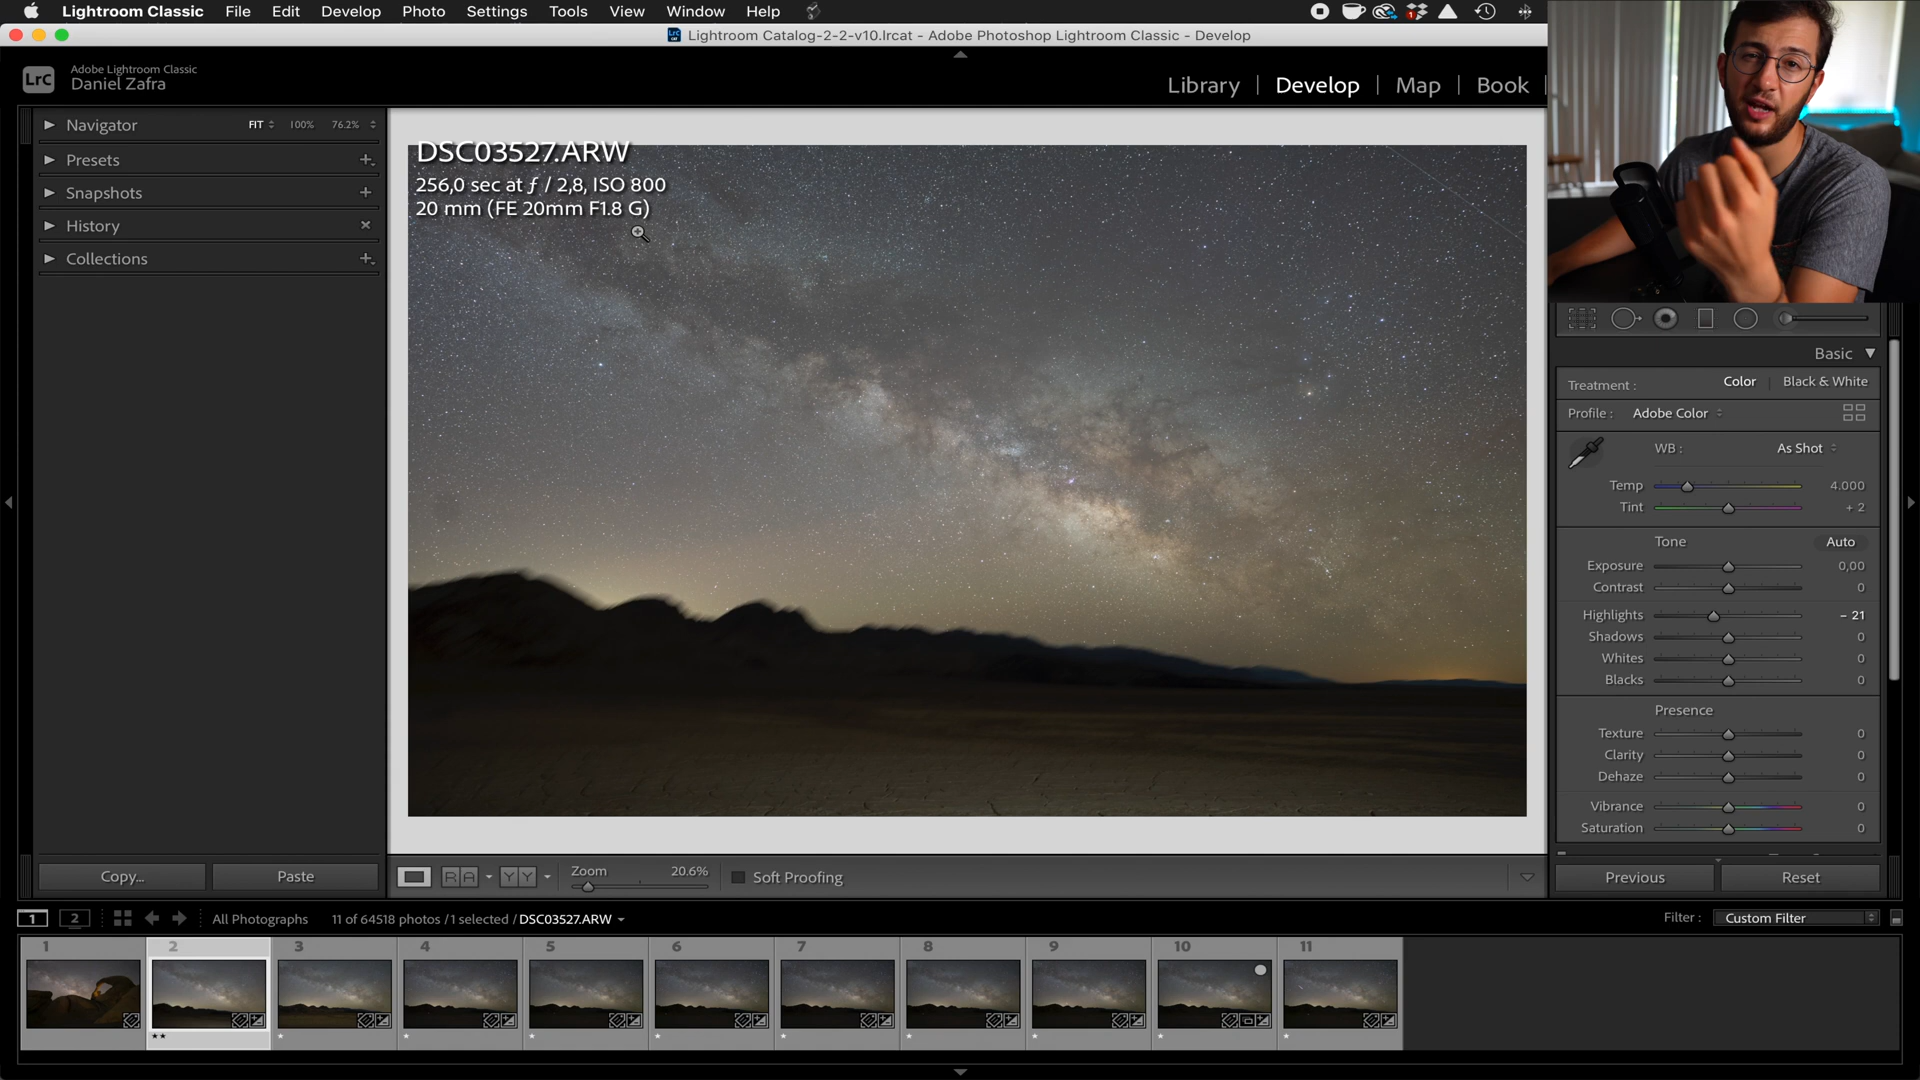 Lightroom Classic File Edit Develop Photo Settings Tools View Window Help
1
Lightroom Catalog-2-2-v10.lrcat - Adobe Photoshop Lightroom Classic - Develop
LrC
Adobe Lightroom Classic
Daniel Zafra
Library | Develop | Map | Book |
Navigator FIT 100% 76.2%
Presets
Snapshots
History
Collections
DSC03527.ARW
256,0 sec at ƒ / 2,8, ISO 800
20 mm (FE 20mm F1.8 G)
Basic
Treatment : Color | Black & White
Profile : Adobe Color
WB : As Shot
Temp 4.000
Tint + 2
Tone Auto
Exposure 0,00
Contrast 0
Highlights – 21
Shadows 0
Whites 0
Blacks 0
Presence
Texture 0
Clarity 0
Dehaze 0
Vibrance 0
Saturation 0
Copy... Paste
R A Y Y Zoom 20.6% Soft Proofing
Previous Reset
1 2 All Photographs 11 of 64518 photos /1 selected / DSC03527.ARW
Filter : Custom Filter
1 2 3 4 5 6 7 8 9 10 11